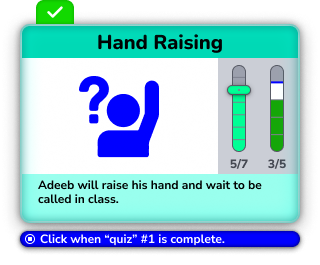 Hand Raising
?
5/7 3/5
Adeeb will raise his hand and wait to be
called in class.
Click when “quiz” #1 is complete.